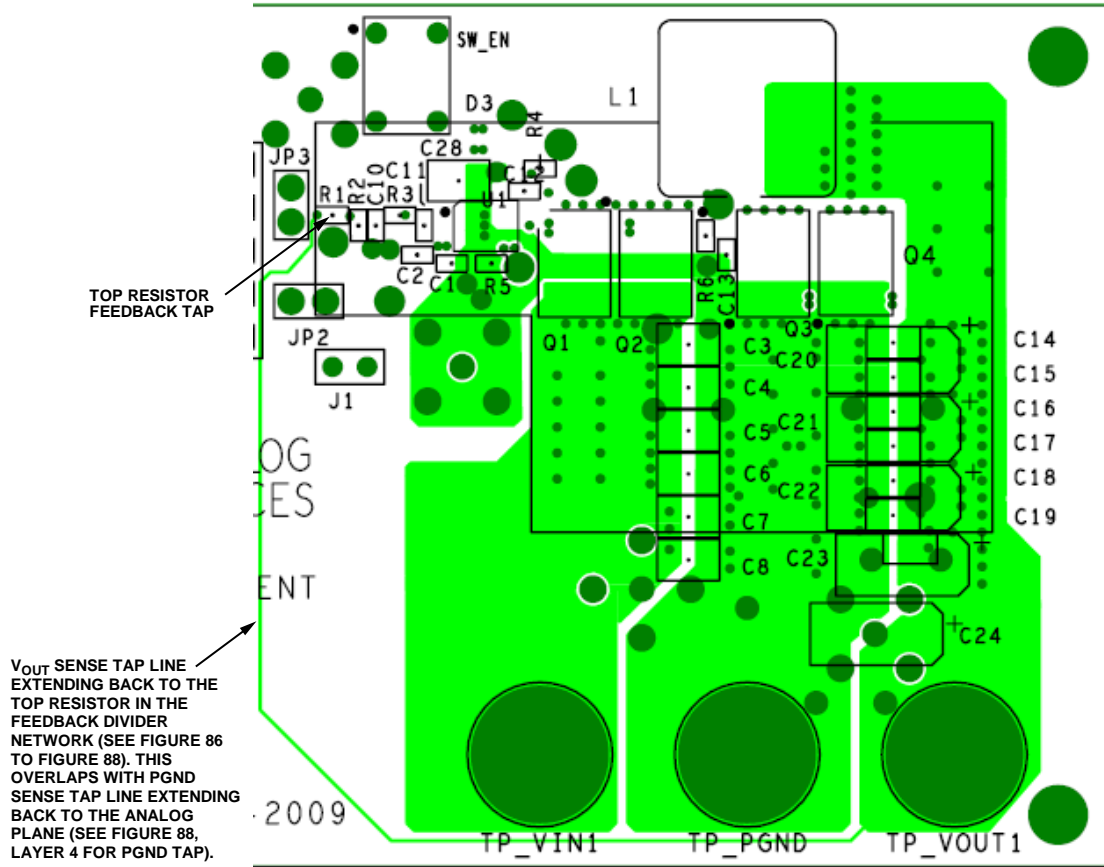 SW_EN
D3
L1
R4
JP3
C28
C11
C12
R1
R2
C10
R3
U1
TOP RESISTOR
FEEDBACK TAP
C2
C1
R5
R6
C13
Q4
JP2
J1
Q1
Q2
Q3
C3
C20
C14
C4
C15
C5
C21
C16
C17
C6
C22
C18
C7
C19
C8
C23
C24
OG
CES
ENT
V_OUT SENSE TAP LINE
EXTENDING BACK TO THE
TOP RESISTOR IN THE
FEEDBACK DIVIDER
NETWORK (SEE FIGURE 86
TO FIGURE 88). THIS
OVERLAPS WITH PGND
SENSE TAP LINE EXTENDING
BACK TO THE ANALOG
PLANE (SEE FIGURE 88,
LAYER 4 FOR PGND TAP).
-2009
TP_VIN1
TP_PGND
TP_VOUT1